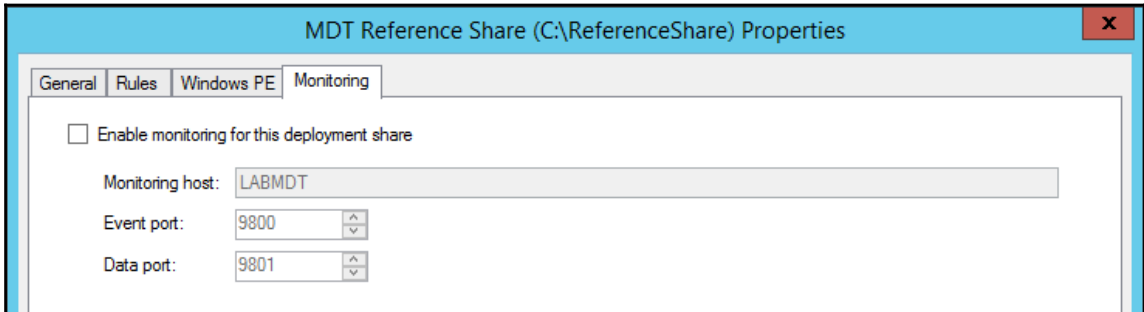 MDT Reference Share (C:\ReferenceShare) Properties
x
General Rules Windows PE Monitoring
Enable monitoring for this deployment share
Monitoring host: LABMDT
Event port: 9800
Data port: 9801